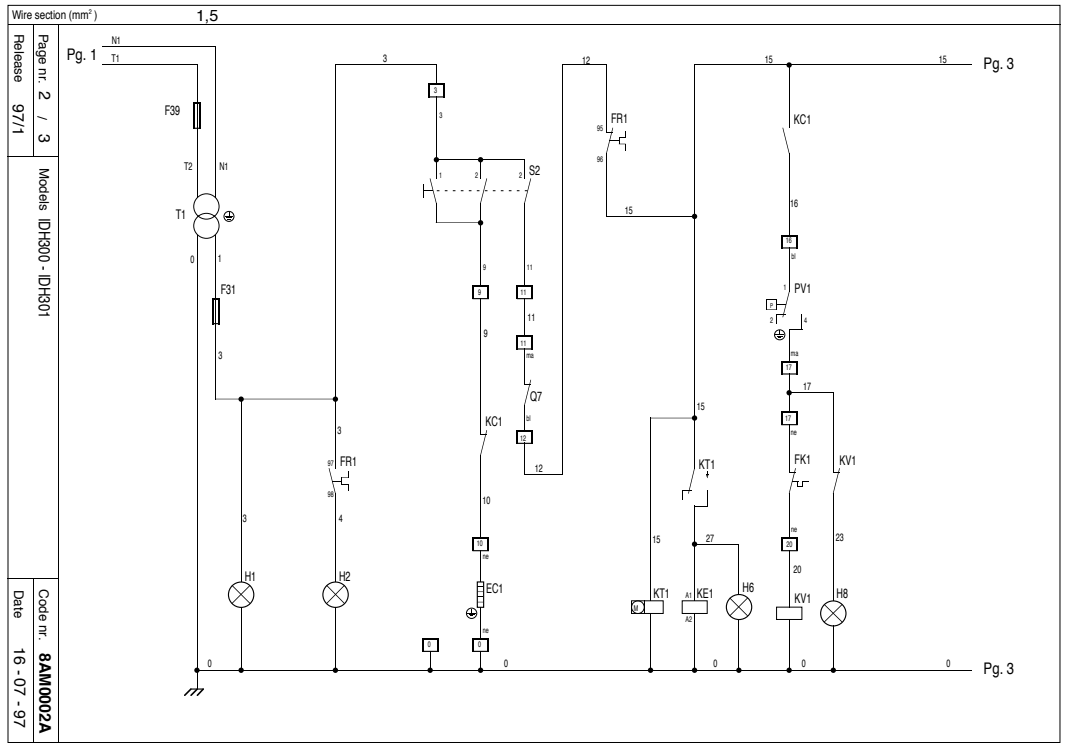 Wire section (mm²) 1,5
Page nr. 2 / 3
Release 97/1
Models IDH300 - IDH301
Code nr. 8AM0002A
Date 16 - 07 - 97
Pg. 1
N1
T1
3
12
15
15
Pg. 3
3
3
F39
FR1
95
96
KC1
T2
N1
1
2
2
S2
T1
15
16
0
1
16
bl
9
11
F31
9
11
1
PV1
P
2
4
11
9
3
11
ma
ma
17
Q7
17
15
bl
KC1
17
ne
12
3
12
97
FR1
98
KT1
FK1
KV1
10
3
4
ne
15
27
23
10
20
ne
20
H1
H2
EC1
KT1
M
A1
KE1
A2
H6
KV1
H8
ne
0
0
0
0
0
0
0
Pg. 3